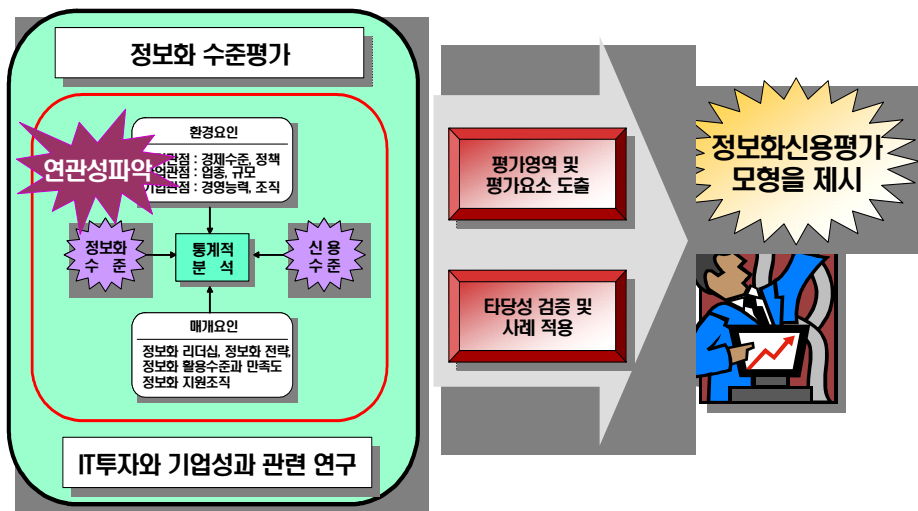 정보화 수준평가
연관성파악
환경요인
관점 : 경제수준, 정책
업관점 : 업종, 규모
기업관점 : 경영능력, 조직
정보화
수 준
통계적
분 석
신 용
수 준
매개요인
정보화 리더십, 정보화 전략,
정보화 활용수준과 만족도
정보화 지원조직
IT투자와 기업성과 관련 연구
평가영역 및
평가요소 도출
타당성 검증 및
사례 적용
정보화신용평가
모형을 제시